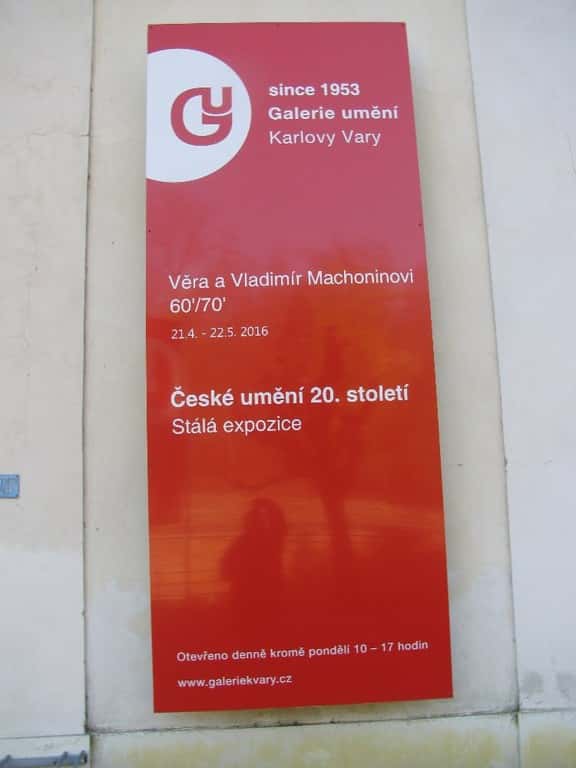 GU
since 1953
Galerie umění
Karlovy Vary
Věra a Vladimír Machoninovi
60'/70'
21.4. - 22.5. 2016
České umění 20. století
Stálá expozice
Otevřeno denně kromě pondělí 10 – 17 hodin
www.galeriekvary.cz